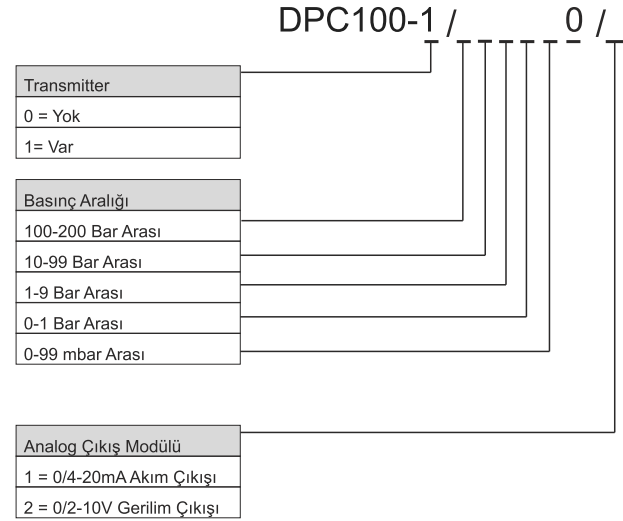 DPC100-1/ 0 /
Transmitter
0 = Yok
1= Var
Basınç Aralığı
100-200 Bar Arası
10-99 Bar Arası
1-9 Bar Arası
0-1 Bar Arası
0-99 mbar Arası
Analog Çıkış Modülü
1 = 0/4-20mA Akım Çıkışı
2 = 0/2-10V Gerilim Çıkışı